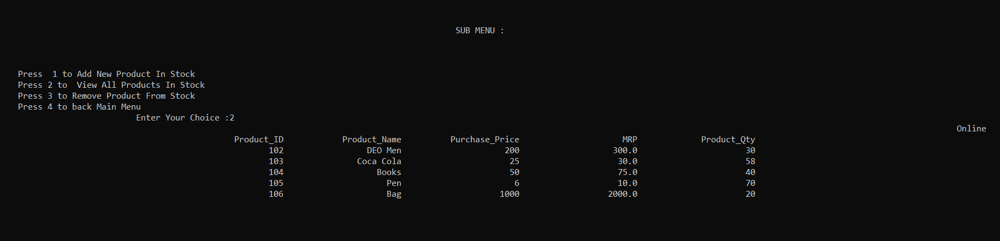 SUB MENU :
Press  1 to Add New Product In Stock
Press 2 to  View All Products In Stock
Press 3 to Remove Product From Stock
Press 4 to back Main Menu
Enter Your Choice :2
Online
Product_ID Product_Name Purchase_Price MRP Product_Qty
102 DEO Men 200 300.0 30
103 Coca Cola 25 30.0 58
104 Books 50 75.0 40
105 Pen 6 10.0 70
106 Bag 1000 2000.0 20